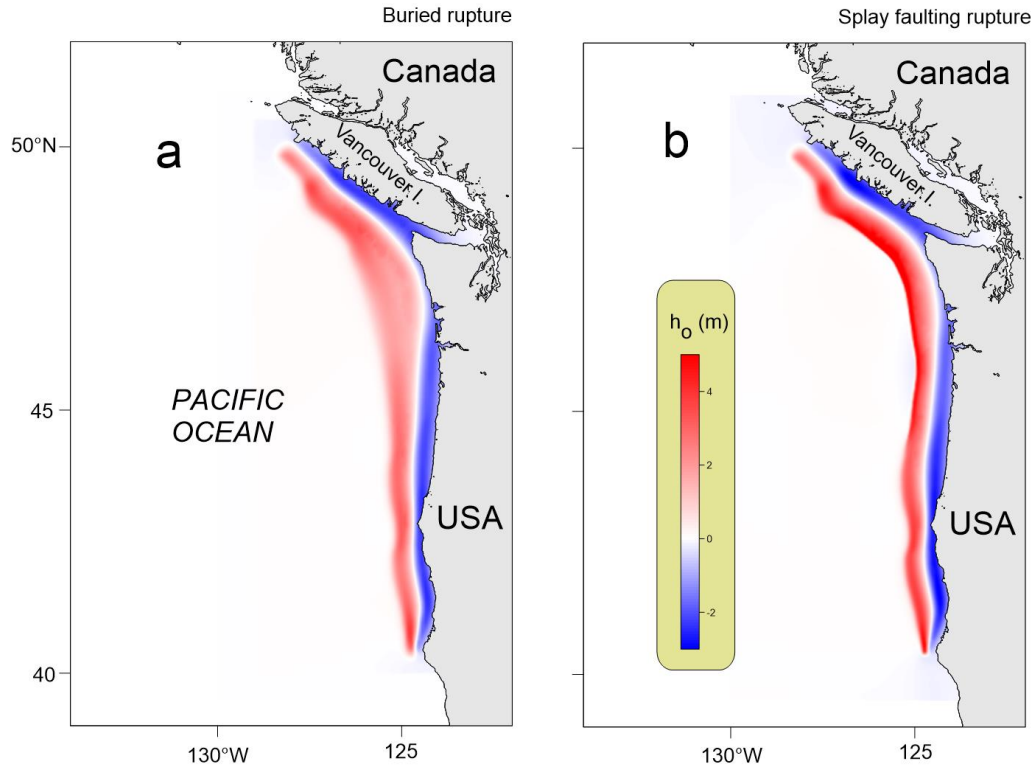 Buried rupture
Splay faulting rupture
Canada
Canada
Vancouver I.
Vancouver I.
50°N
a
b
hₒ (m)
4
PACIFIC
OCEAN
45
2
USA
USA
0
-2
40
130°W
125
130°W
125